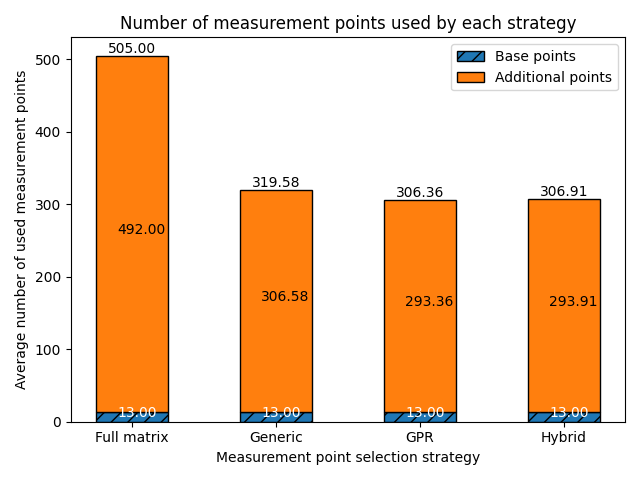 Number of measurement points used by each strategy
Average number of used measurement points
500
400
300
200
100
0
Base points
Additional points
505.00
319.58
306.36
306.91
492.00
306.58
293.36
293.91
13.00
13.00
13.00
13.00
Full matrix
Generic
GPR
Hybrid
Measurement point selection strategy